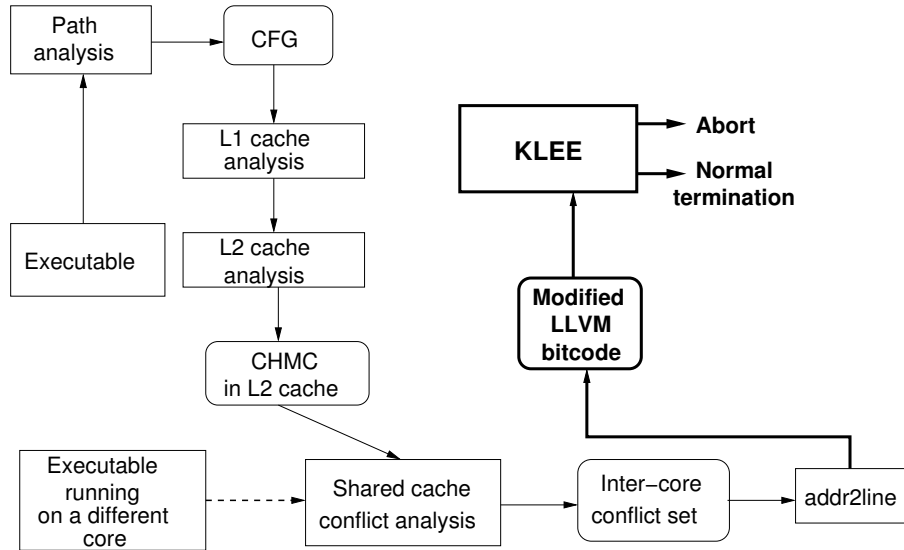 Path
analysis
CFG
L1 cache
analysis
L2 cache
analysis
Executable
CHMC
in L2 cache
Executable
running
on a different
core
Shared cache
conflict analysis
Inter−core
conflict set
addr2line
Modified
LLVM
bitcode
KLEE
Abort
Normal
termination